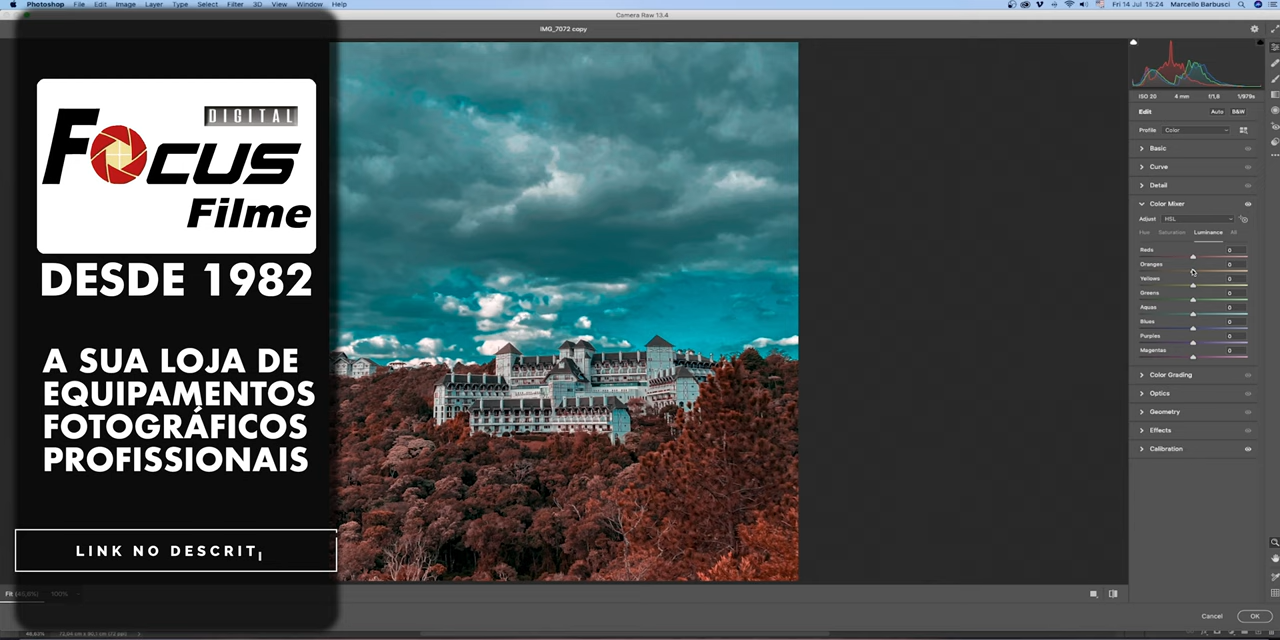 Photoshop File Edit Image Layer Type Select Filter 3D View Window Help
Fri 14 Jul 15:24 Marcello Barbusci
Camera Raw 13.4
IMG_7072 copy
DIGITAL
FOCUS
Filme
DESDE 1982
A SUA LOJA DE
EQUIPAMENTOS
FOTOGRÁFICOS
PROFISSIONAIS
LINK NO DESCRIT
ISO 20 4 mm f/1,8 1/979s
Edit Auto B&W
Profile Color
Basic
Curve
Detail
Color Mixer
Adjust HSL
Hue Saturation Luminance All
Reds 0
Oranges 0
Yellows 0
Greens 0
Aquas 0
Blues 0
Purples 0
Magentas 0
Color Grading
Optics
Geometry
Effects
Calibration
Fit 100%
Cancel OK